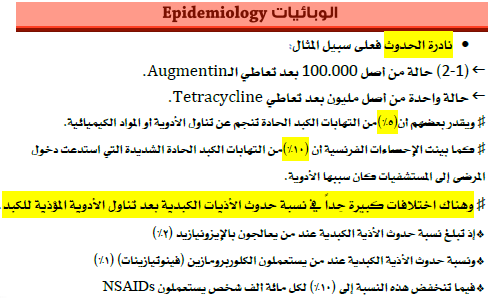 الوبائيات Epidemiology
• نادرة الحدوث فعلى سبيل المثال:
← (1-2) حالة من أصل 100.000 بعد تعاطي الـAugmentin.
← حالة واحدة من أصل مليون بعد تعاطي Tetracycline.
# ويقدر بعضهم أن (٥%) من التهابات الكبد الحادة تنجم عن تناول الأدوية أو المواد الكيميائية.
# كما بينت الإحصاءات الفرنسية أن (١٠%) من التهابات الكبد الحادة الشديدة التي استدعت دخول
المرضى إلى المستشفيات كان سببها الأدوية.
# وهناك اختلافات كبيرة جداً في نسبة حدوث الأذيات الكبدية بعد تناول الأدوية المؤذية للكبد.
❖ إذ تبلغ نسبة حدوث الأذية الكبدية عند من يعالجون بالإيزونيازيد (٢%)
❖ ونسبة حدوث الأذية الكبدية عند من يستعملون الكلوربرومازين (فينوتيازينات) (١%)
❖ فيما تنخفض هذه النسبة إلى (١٠%) لكل مائة ألف شخص يستعملون NSAIDs